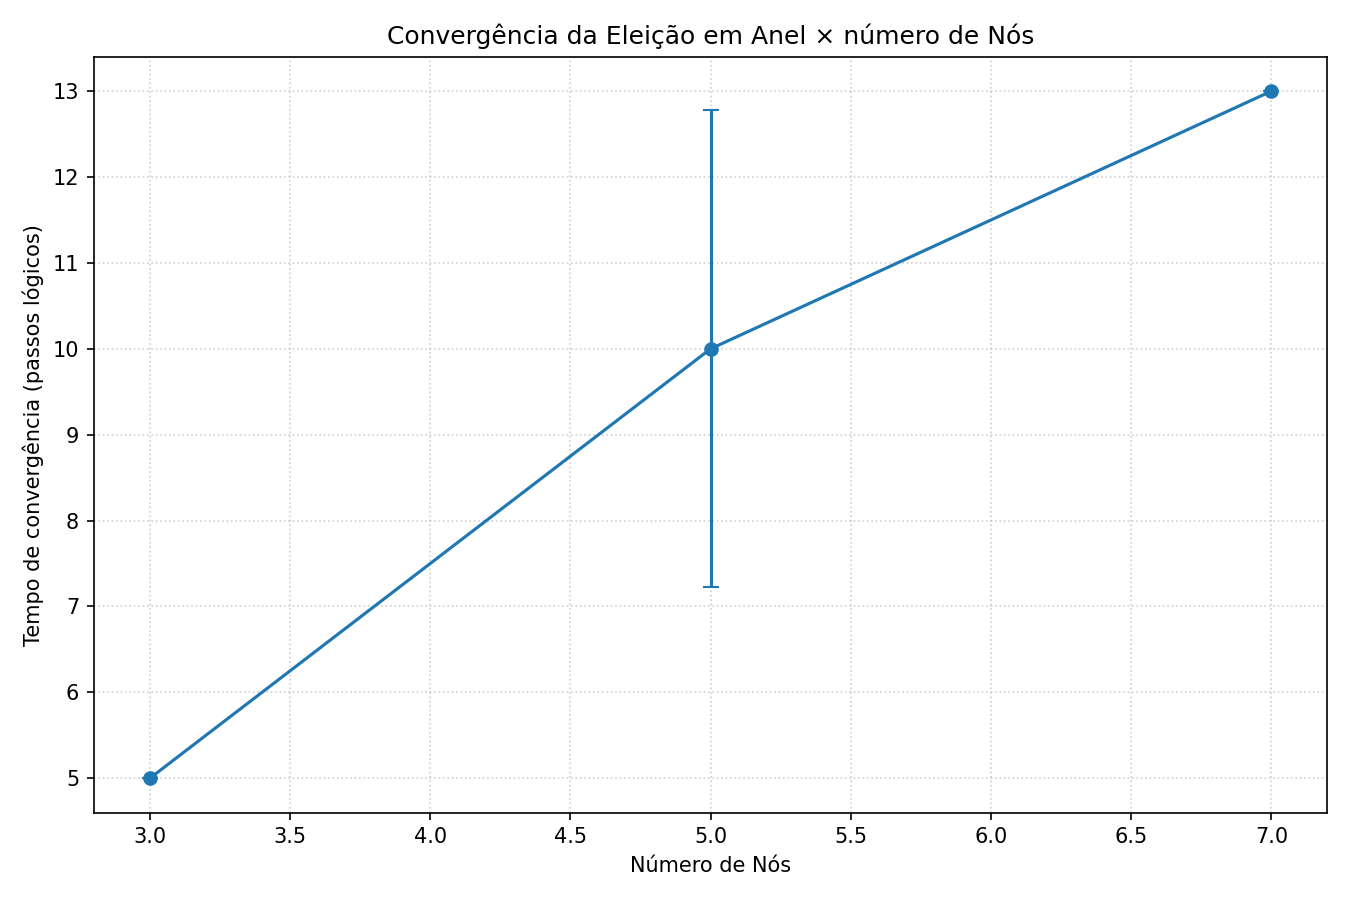 Convergência da Eleição em Anel × número de Nós
Tempo de convergência (passos lógicos)
13
12
11
10
9
8
7
6
5
3.0 3.5 4.0 4.5 5.0 5.5 6.0 6.5 7.0
Número de Nós